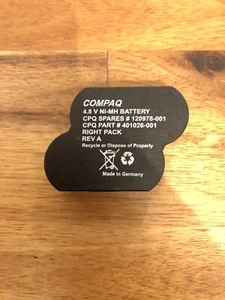 COMPAQ
4.8 V Ni-MH BATTERY
CPQ SPARES # 120978-001
CPQ PART # 401026-001
RIGHT PACK
REV A
Recycle or Dispose of Properly
Made in Germany